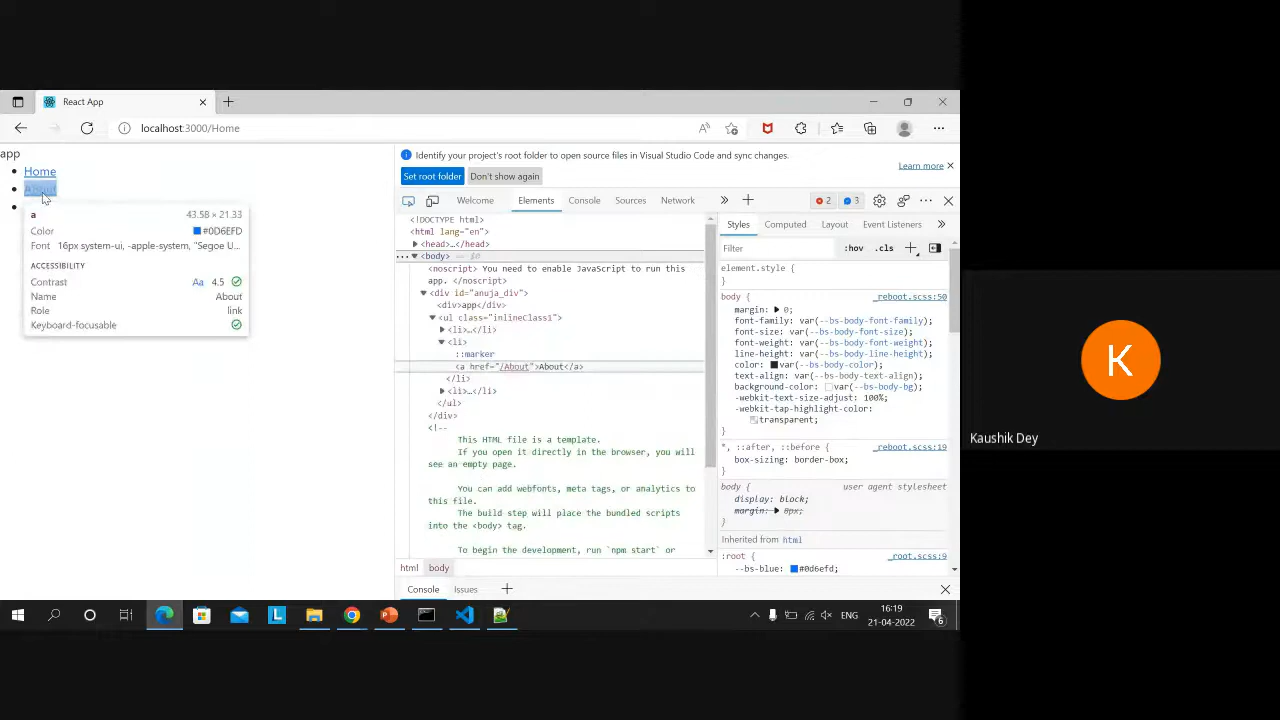 React App
localhost:3000/Home
app
Home
About
a 43.58 × 21.33
Color #0D6EFD
Font 16px system-ui, -apple-system, "Segoe U...
ACCESSIBILITY
Contrast Aa 4.5
Name About
Role link
Keyboard-focusable
Identify your project's root folder to open source files in Visual Studio Code and sync changes.
Learn more
Set root folder Don't show again
Welcome Elements Console Sources Network 2 3
<!DOCTYPE html>
<html lang="en">
<head>…</head>
<body> == $0
<noscript> You need to enable JavaScript to run this
app. </noscript>
<div id="anuja_div">
<div>app</div>
<ul class="inlineClass1">
<li>…</li>
<li>
::marker
<a href="/About">About</a>
</li>
<li>…</li>
</ul>
</div>
<!--
This HTML file is a template.
If you open it directly in the browser, you will
see an empty page.
You can add webfonts, meta tags, or analytics to
this file.
The build step will place the bundled scripts
into the <body> tag.
To begin the development, run `npm start` or
html body
Styles Computed Layout Event Listeners
Filter :hov .cls
element.style {
}
body { _reboot.scss:50
margin: 0;
font-family: var(--bs-body-font-family);
font-size: var(--bs-body-font-size);
font-weight: var(--bs-body-font-weight);
line-height: var(--bs-body-line-height);
color: var(--bs-body-color);
text-align: var(--bs-body-text-align);
background-color: var(--bs-body-bg);
-webkit-text-size-adjust: 100%;
-webkit-tap-highlight-color:
transparent;
}
*, ::after, ::before { _reboot.scss:19
box-sizing: border-box;
}
body { user agent stylesheet
display: block;
margin: 8px;
}
Inherited from html
:root { _root.scss:9
--bs-blue: #0d6efd;
Console Issues
ENG 16:19
21-04-2022
6
K
Kaushik Dey